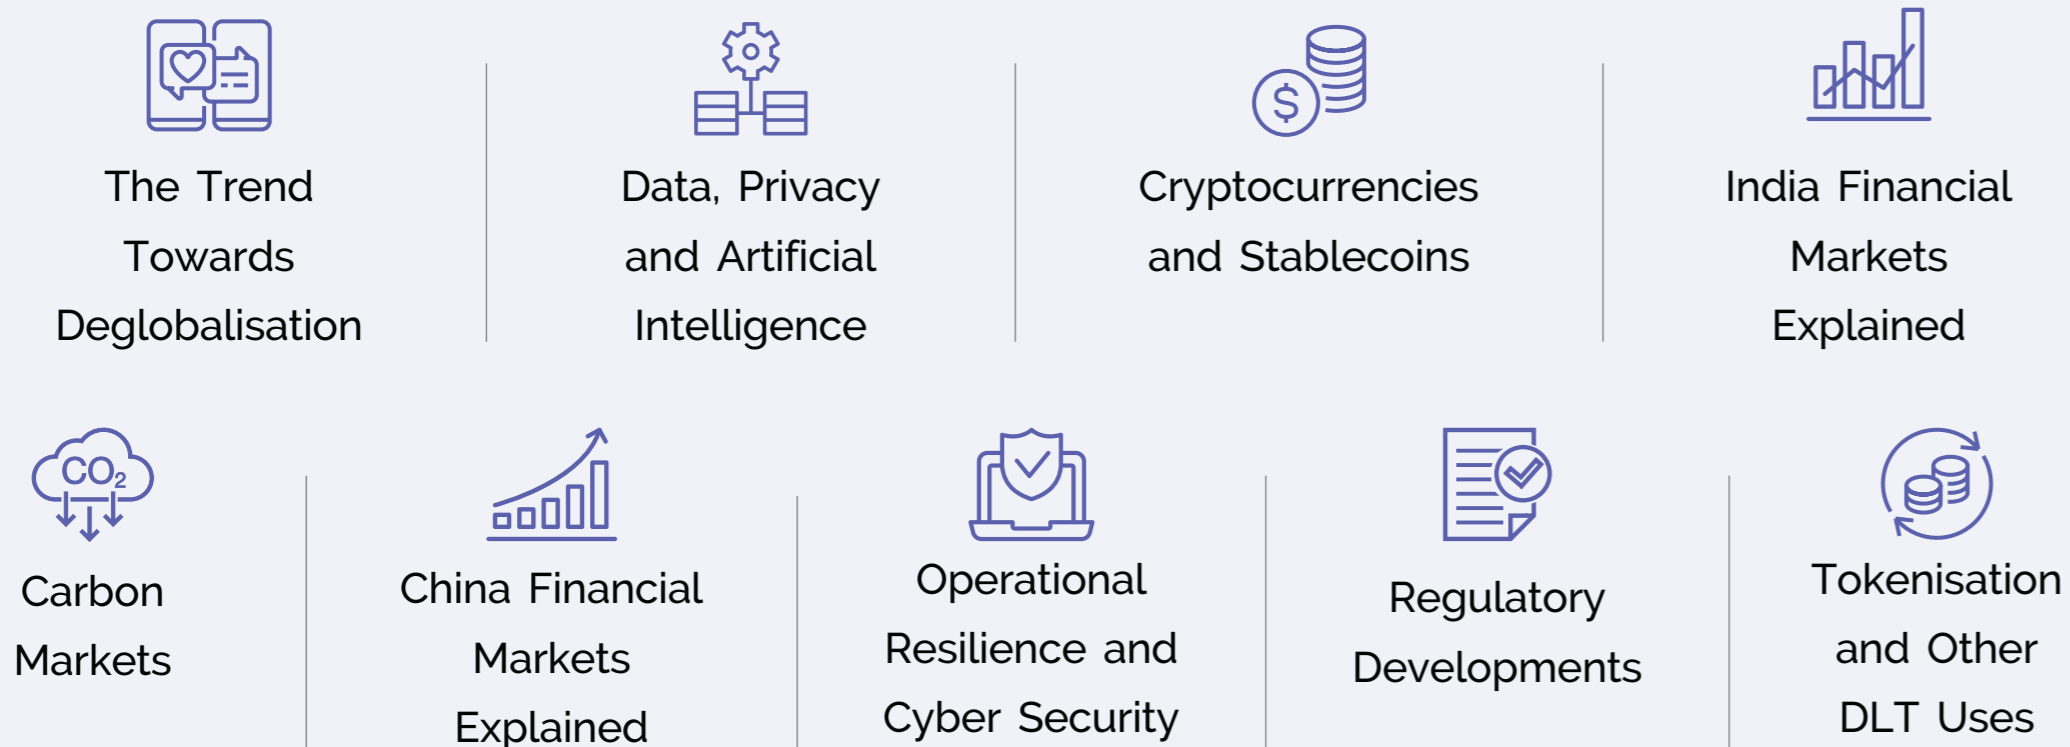 The Trend
Towards
Deglobalisation
Data, Privacy
and Artificial
Intelligence
$
Cryptocurrencies
and Stablecoins
India Financial
Markets
Explained
CO₂
Carbon
Markets
China Financial
Markets
Explained
Operational
Resilience and
Cyber Security
Regulatory
Developments
Tokenisation
and Other
DLT Uses